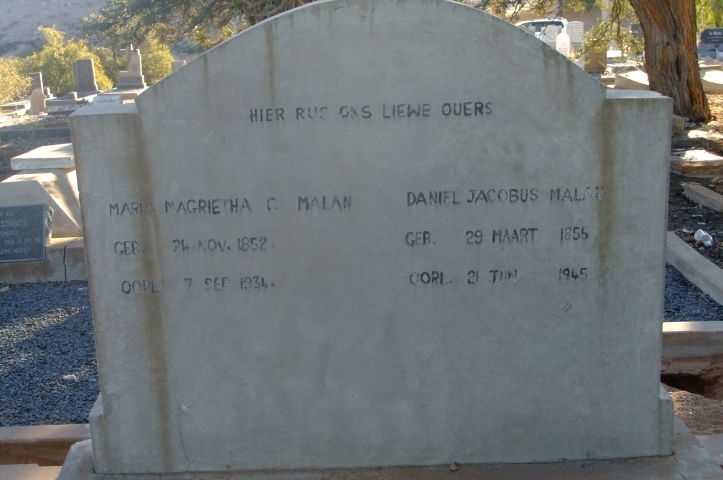 HIER RUS ONS LIEWE OUERS
MARIA MAGRIETHA C. MALAN
GEB. 24 NOV. 1852.
OORL. 7 SEP. 1934.
DANIEL JACOBUS MALAN
GEB. 29 MAART 1856
OORL. 21 JUN 1945